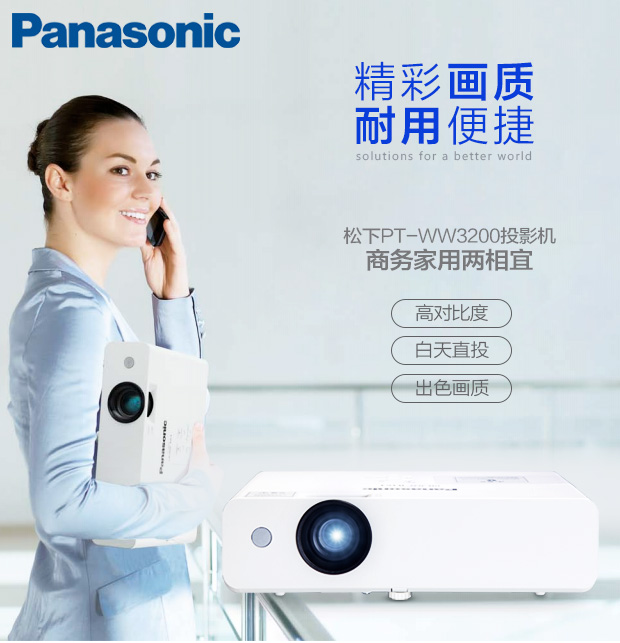 Panasonic
精彩画质
耐用便捷
solutions for a better world
松下PT-WW3200投影机
商务家用两相宜
高对比度
白天直投
出色画质
Panasonic
Panasonic